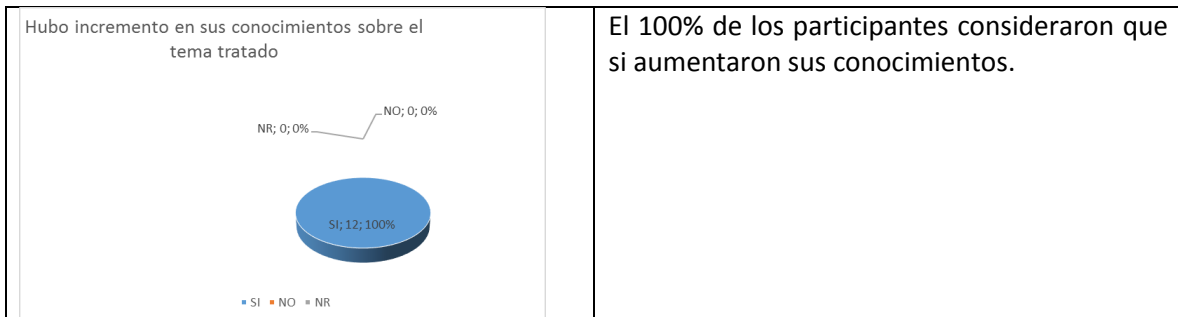 Hubo incremento en sus conocimientos sobre el
tema tratado
NR; 0; 0%
NO; 0; 0%
SI; 12; 100%
SI NO NR
El 100% de los participantes consideraron que
si aumentaron sus conocimientos.